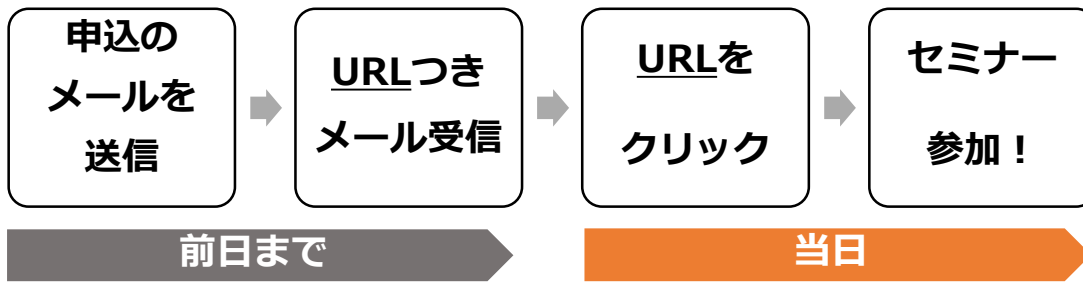 申込の
メールを
送信
URLつき
メール受信
URLを
クリック
セミナー
参加！
前日まで
当日